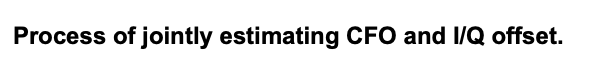 Process of jointly estimating CFO and I/Q offset.